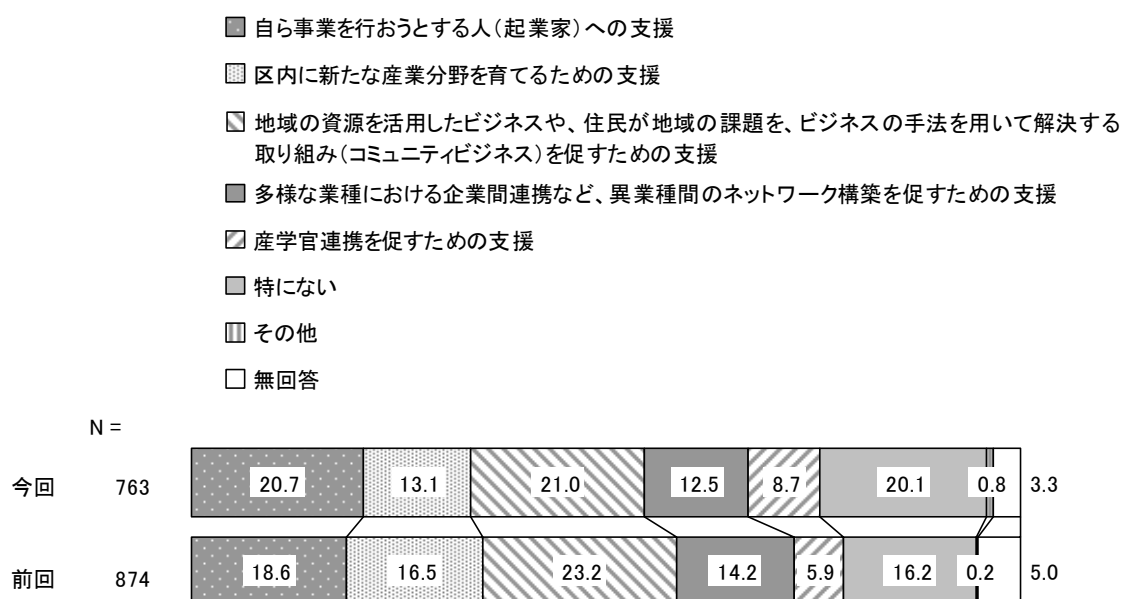 自ら事業を行おうとする人(起業家)への支援
区内に新たな産業分野を育てるための支援
地域の資源を活用したビジネスや、住民が地域の課題を、ビジネスの手法を用いて解決する
取り組み(コミュニティビジネス)を促すための支援
多様な業種における企業間連携など、異業種間のネットワーク構築を促すための支援
産学官連携を促すための支援
特にない
その他
無回答
N =
今回 763 20.7 13.1 21.0 12.5 8.7 20.1 0.8 3.3
前回 874 18.6 16.5 23.2 14.2 5.9 16.2 0.2 5.0